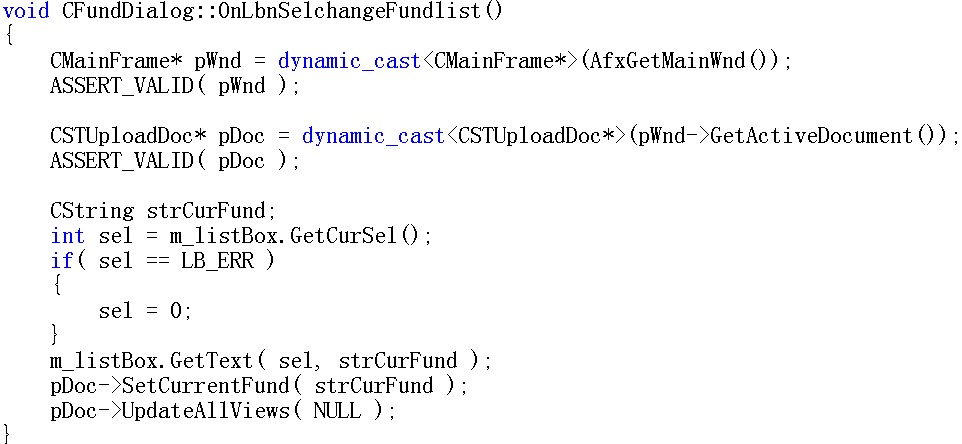 void CFundDialog::OnLbnSelchangeFundlist()
{
    CMainFrame* pWnd = dynamic_cast<CMainFrame*>(AfxGetMainWnd());
    ASSERT_VALID( pWnd );

    CSTUploadDoc* pDoc = dynamic_cast<CSTUploadDoc*>(pWnd->GetActiveDocument());
    ASSERT_VALID( pDoc );

    CString strCurFund;
    int sel = m_listBox.GetCurSel();
    if( sel == LB_ERR )
    {
        sel = 0;
    }
    m_listBox.GetText( sel, strCurFund );
    pDoc->SetCurrentFund( strCurFund );
    pDoc->UpdateAllViews( NULL );
}